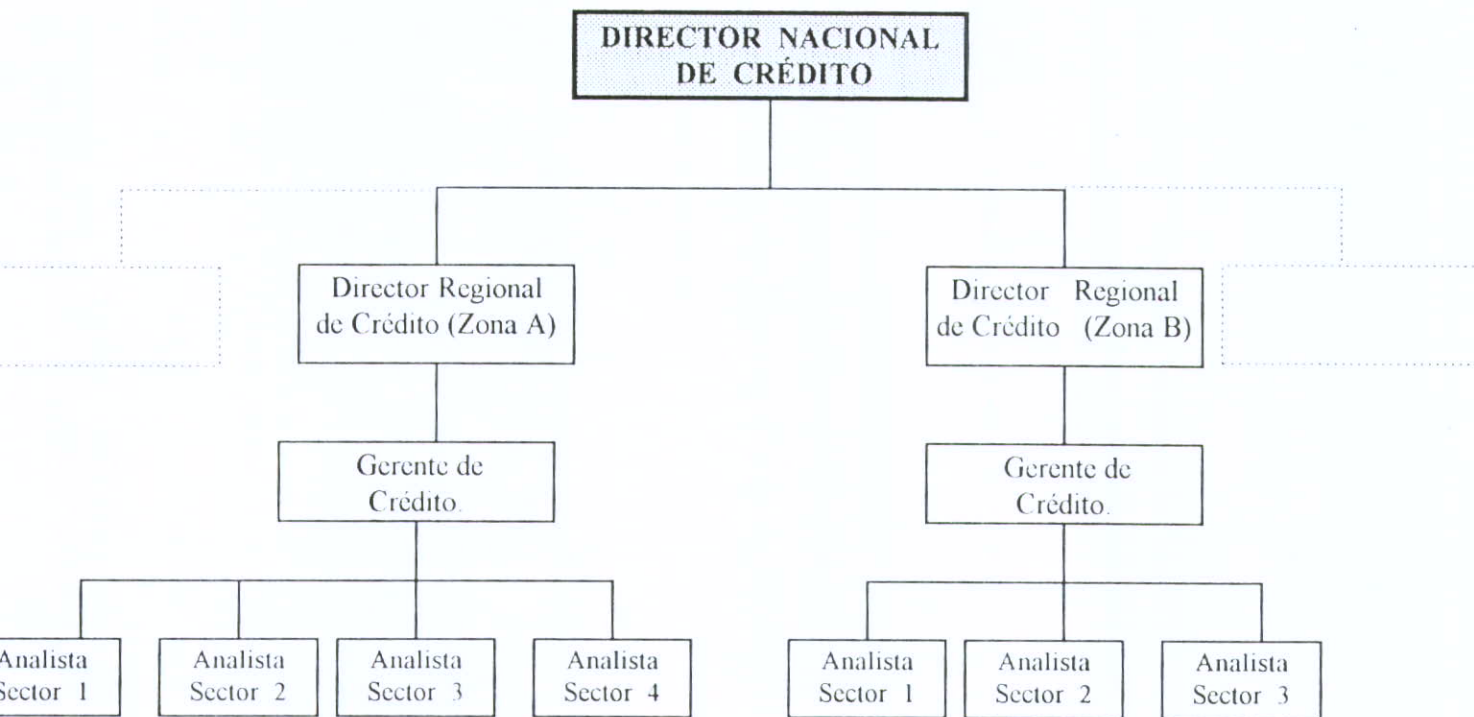 DIRECTOR NACIONAL
DE CRÉDITO
Director Regional
de Crédito (Zona A)
Director Regional
de Crédito (Zona B)
Gerente de
Crédito.
Gerente de
Crédito.
Analista
Sector 1
Analista
Sector 2
Analista
Sector 3
Analista
Sector 4
Analista
Sector 1
Analista
Sector 2
Analista
Sector 3